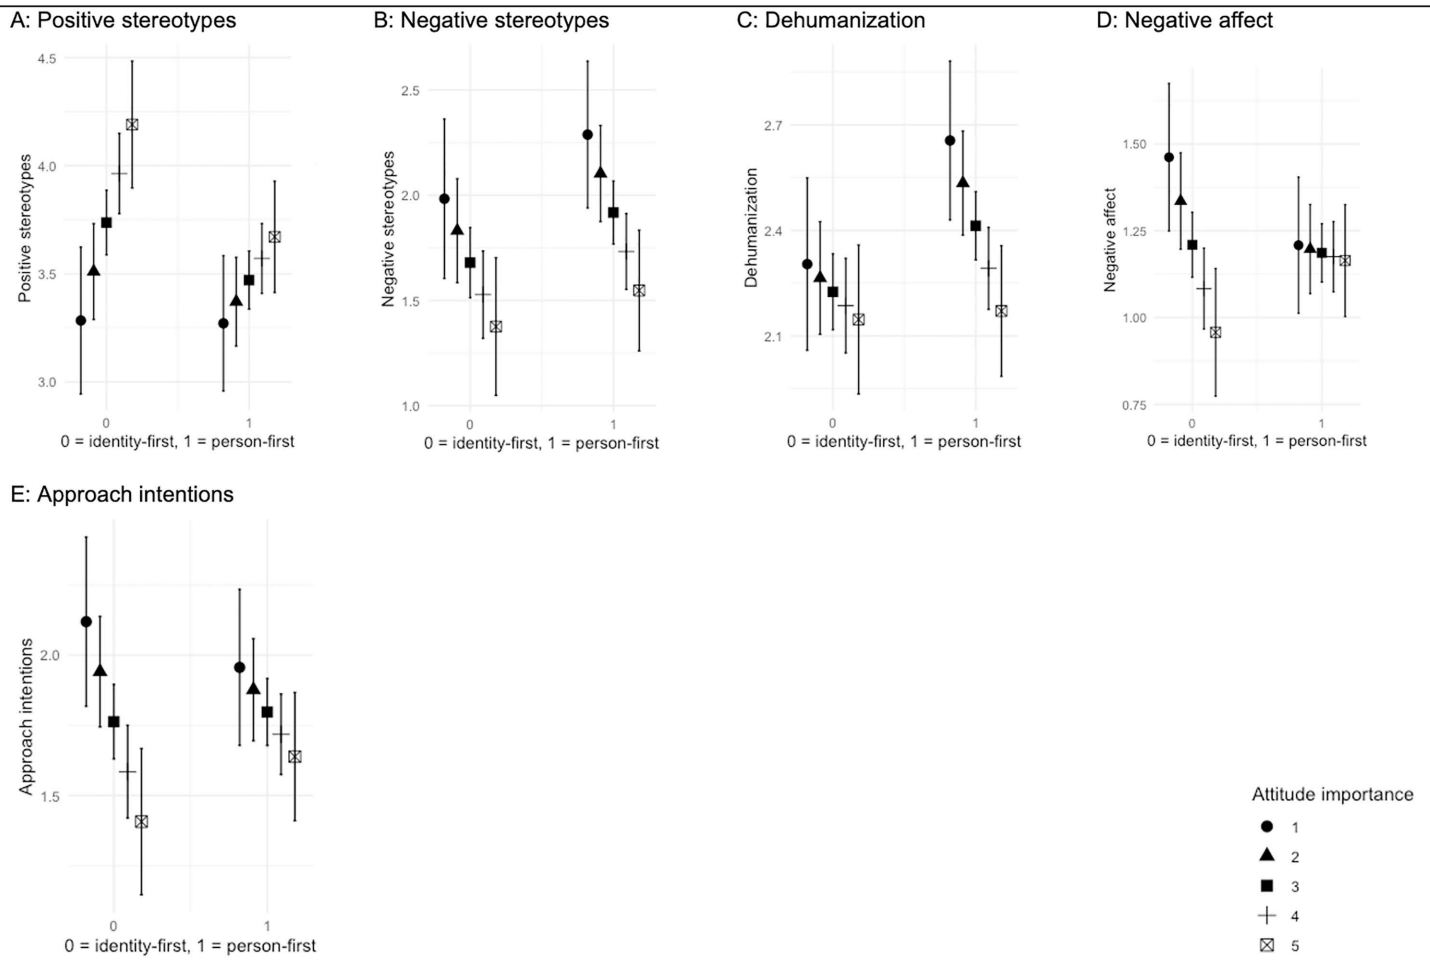 A: Positive stereotypes
4.5
4.0
3.5
3.0
Positive stereotypes
0
1
0 = identity-first, 1 = person-first
B: Negative stereotypes
2.5
2.0
1.5
1.0
Negative stereotypes
0
1
0 = identity-first, 1 = person-first
C: Dehumanization
2.7
2.4
2.1
Dehumanization
0
1
0 = identity-first, 1 = person-first
D: Negative affect
1.50
1.25
1.00
0.75
Negative affect
0
1
0 = identity-first, 1 = person-first
E: Approach intentions
2.0
1.5
Approach intentions
0
1
0 = identity-first, 1 = person-first
Attitude importance
1
2
3
4
5